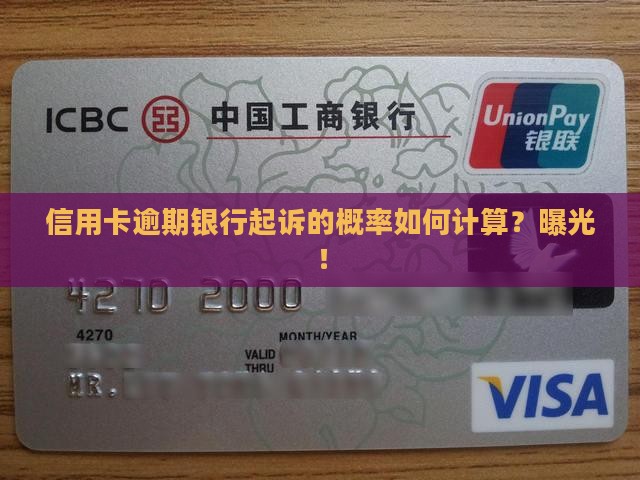 ICBC 中国工商银行
UnionPay
银联
信用卡逾期银行起诉的概率如何计算？曝光
！
4270 2000
4270
MONTH/YEAR
VALID
THRU
MR.
VISA